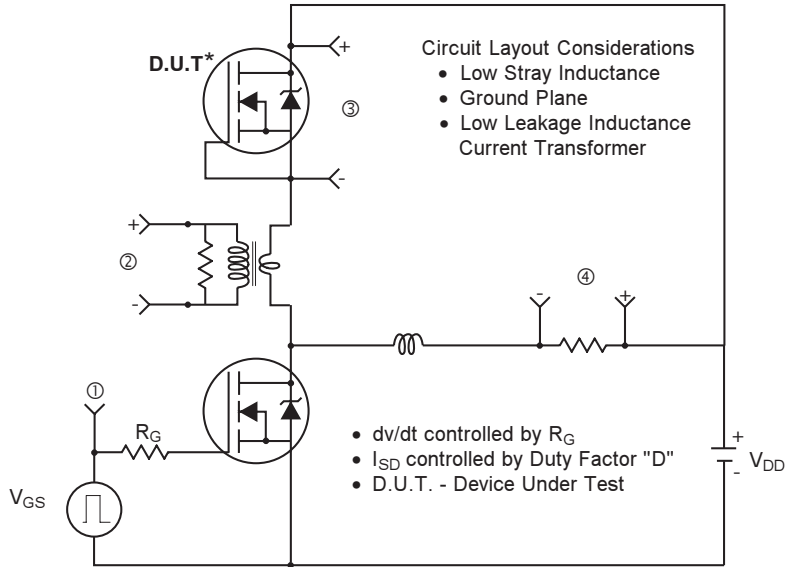 D.U.T*
+
③
-
Circuit Layout Considerations
• Low Stray Inductance
• Ground Plane
• Low Leakage Inductance
Current Transformer
+
②
-
④
-
+
①
RG
VGS
• dv/dt controlled by RG
• ISD controlled by Duty Factor "D"
• D.U.T. - Device Under Test
+
VDD
-